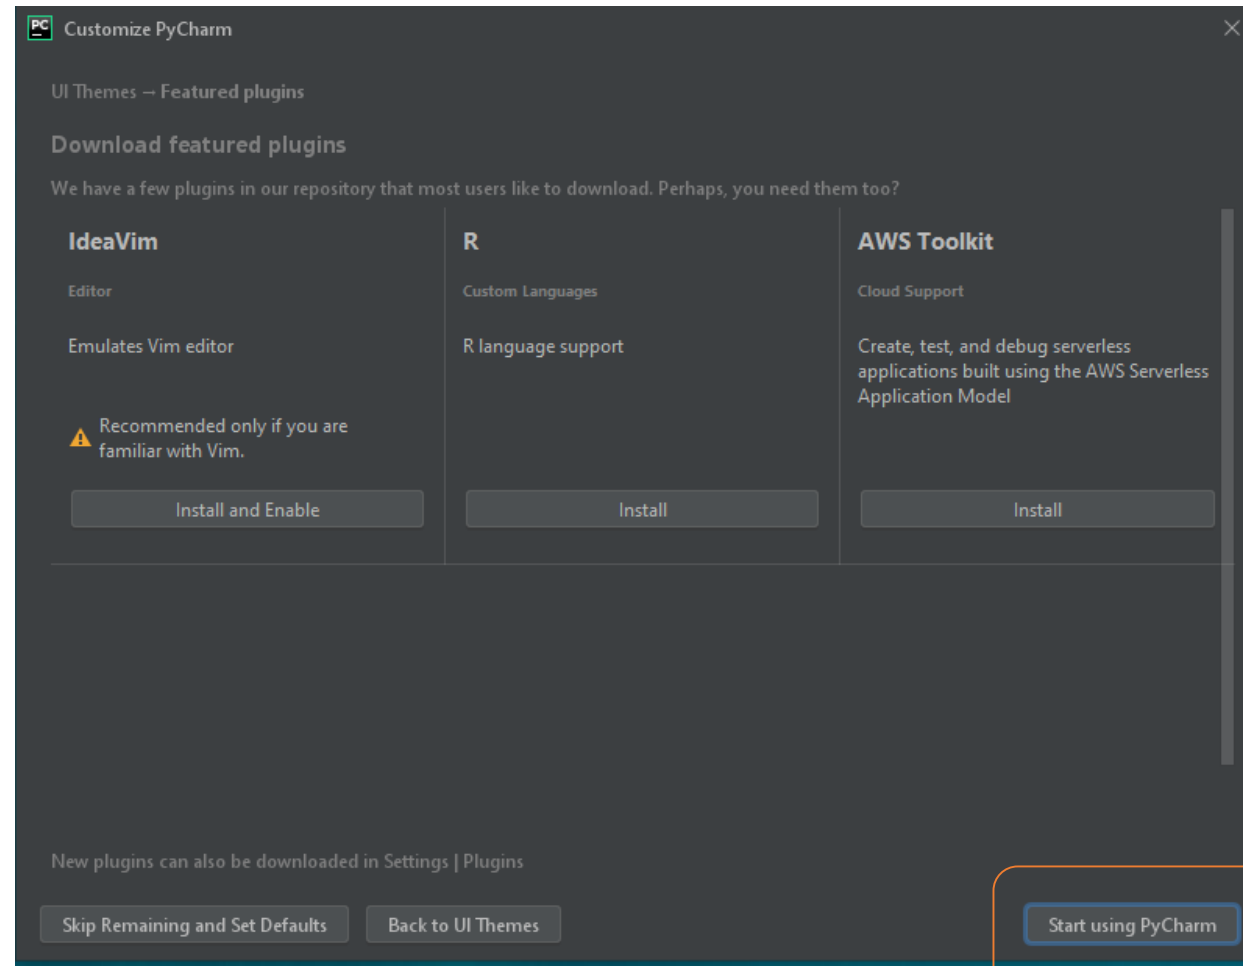 PC Customize PyCharm
UI Themes → Featured plugins
Download featured plugins
We have a few plugins in our repository that most users like to download. Perhaps, you need them too?
IdeaVim
Editor
Emulates Vim editor
Recommended only if you are
familiar with Vim.
Install and Enable
R
Custom Languages
R language support
Install
AWS Toolkit
Cloud Support
Create, test, and debug serverless
applications built using the AWS Serverless
Application Model
Install
New plugins can also be downloaded in Settings | Plugins
Skip Remaining and Set Defaults
Back to UI Themes
Start using PyCharm